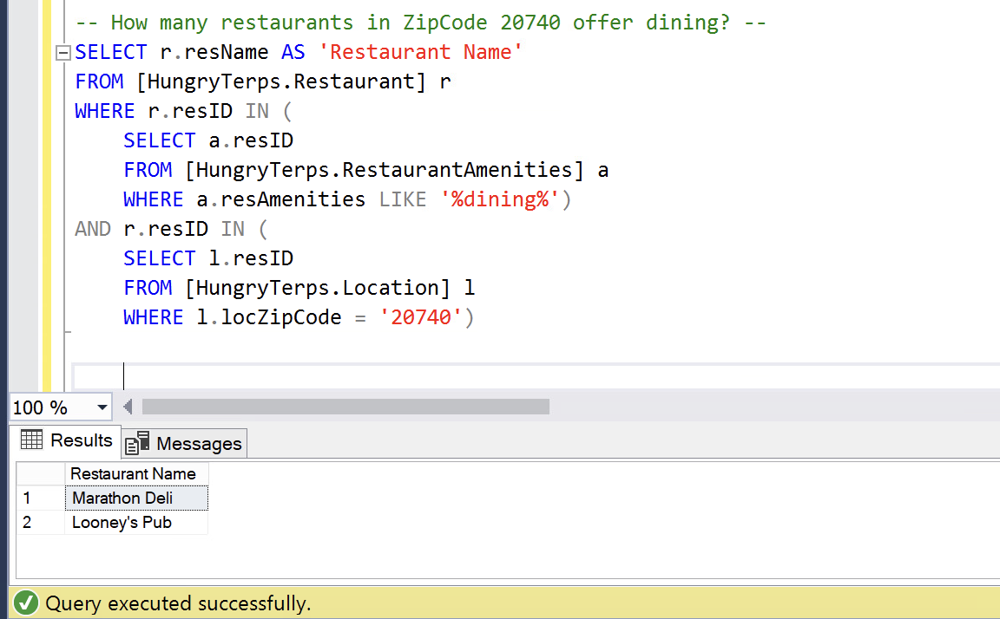 -- How many restaurants in ZipCode 20740 offer dining? --
SELECT r.resName AS 'Restaurant Name'
FROM [HungryTerps.Restaurant] r
WHERE r.resID IN (
SELECT a.resID
FROM [HungryTerps.RestaurantAmenities] a
WHERE a.resAmenities LIKE '%dining%')
AND r.resID IN (
SELECT l.resID
FROM [HungryTerps.Location] l
WHERE l.locZipCode = '20740')
100 %
Results Messages
Restaurant Name
1 Marathon Deli
2 Looney's Pub
Query executed successfully.